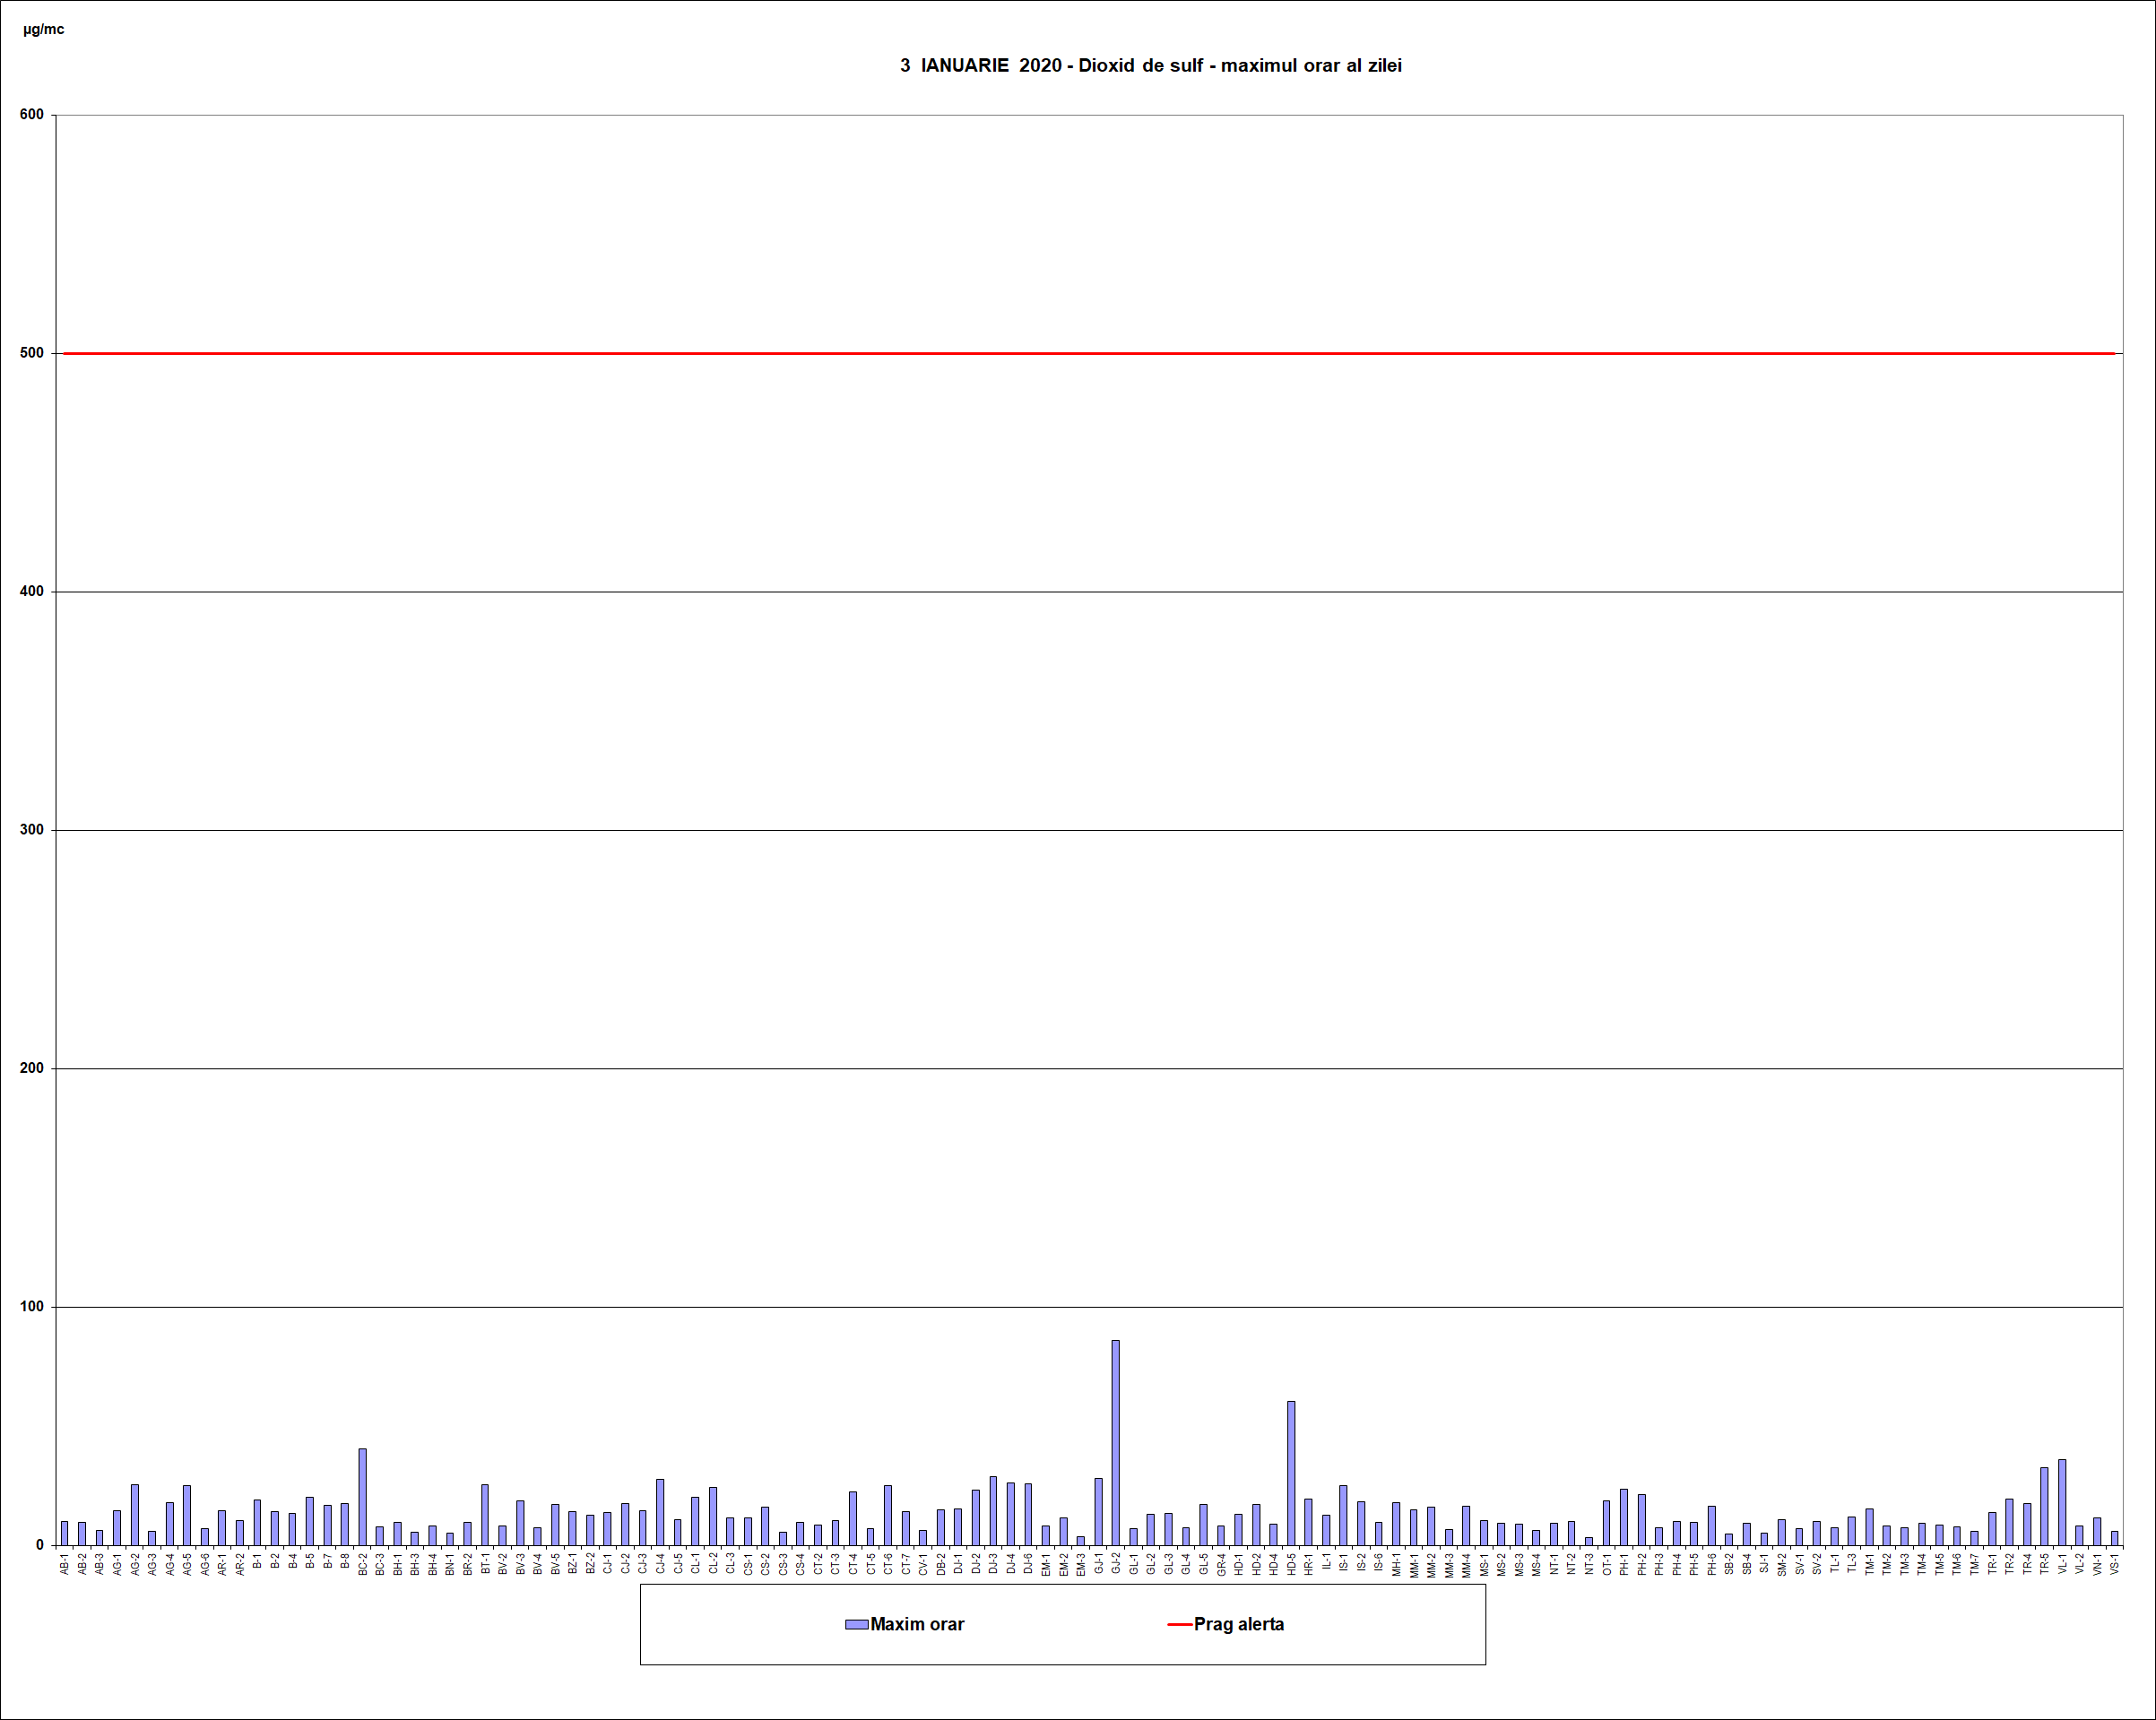 µg/mc
3 IANUARIE 2020 - Dioxid de sulf - maximul orar al zilei
600
500
400
300
200
100
0
AB-1 AB-2 AB-3 AG-1 AG-2 AG-3 AG-4 AG-5 AG-6 AR-1 AR-2 B-1 B-2 B-4 B-5 B-7 B-8 BC-2 BC-3 BH-1 BH-3 BH-4 BN-1 BR-2 BT-1 BV-2 BV-3 BV-4 BV-5 BZ-1 BZ-2 CJ-1 CJ-2 CJ-3 CJ-4 CJ-5 CL-1 CL-2 CL-3 CS-1 CS-2 CS-3 CS-4 CT-2 CT-3 CT-4 CT-5 CT-6 CT-7 CV-1 DB-2 DJ-1 DJ-2 DJ-3 DJ-4 DJ-6 EM-1 EM-2 EM-3 GJ-1 GJ-2 GL-1 GL-2 GL-3 GL-4 GL-5 GR-4 HD-1 HD-2 HD-4 HD-5 HR-1 IL-1 IS-1 IS-2 IS-6 MH-1 MM-1 MM-2 MM-3 MM-4 MS-1 MS-2 MS-3 MS-4 NT-1 NT-2 NT-3 OT-1 PH-1 PH-2 PH-3 PH-4 PH-5 PH-6 SB-2 SB-4 SJ-1 SM-2 SV-1 SV-2 TL-1 TL-3 TM-1 TM-2 TM-3 TM-4 TM-5 TM-6 TM-7 TR-1 TR-2 TR-4 TR-5 VL-1 VL-2 VN-1 VS-1
Maxim orar
Prag alerta